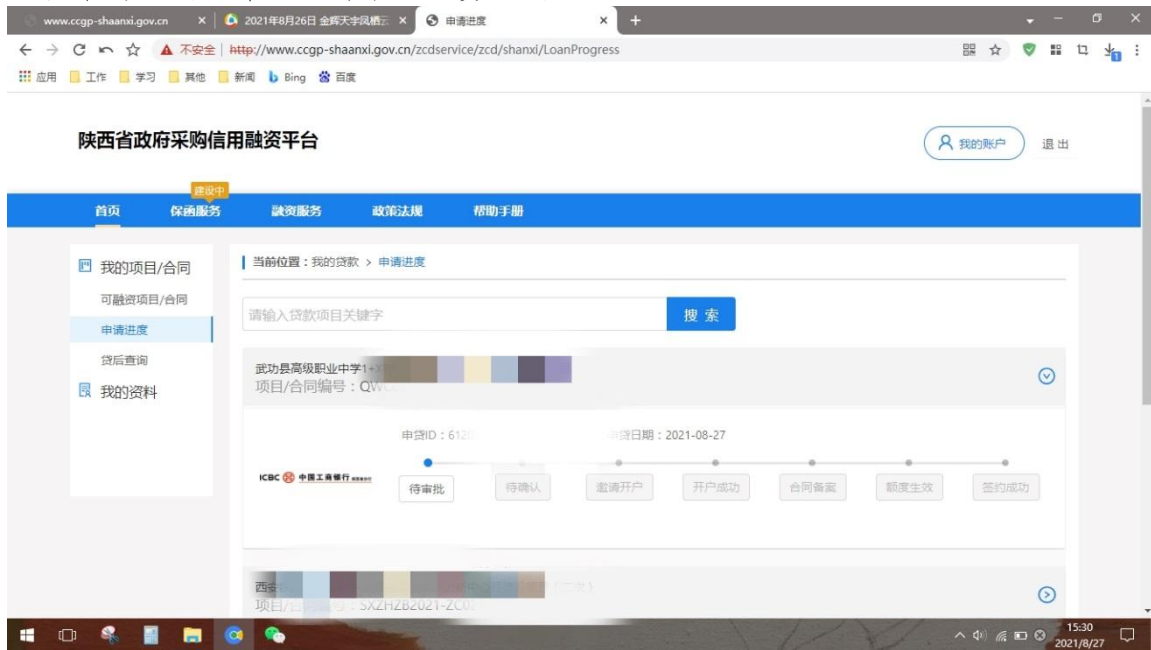 www.ccgp-shaanxi.gov.cn
2021年8月26日 金辉天字凤栖云
申请进度
不安全 | http://www.ccgp-shaanxi.gov.cn/zcdservice/zcd/shanxi/LoanProgress
应用 工作 学习 其他 新闻 Bing 百度
陕西省政府采购信用融资平台
我的账户 退出
建设中
首页 保函服务 融资服务 政策法规 帮助手册
我的项目/合同
可融资项目/合同
申请进度
贷后查询
我的资料
当前位置：我的贷款 > 申请进度
请输入贷款项目关键字 搜索
武功县高级职业中学1+
项目/合同编号：QW
申贷ID：612 申贷日期：2021-08-27
ICBC 中国工商银行
待审批 待确认 邀请开户 开户成功 合同备案 额度生效 签约成功
西安
项目/ ：SXZHZB2021-ZC0
15:30
2021/8/27